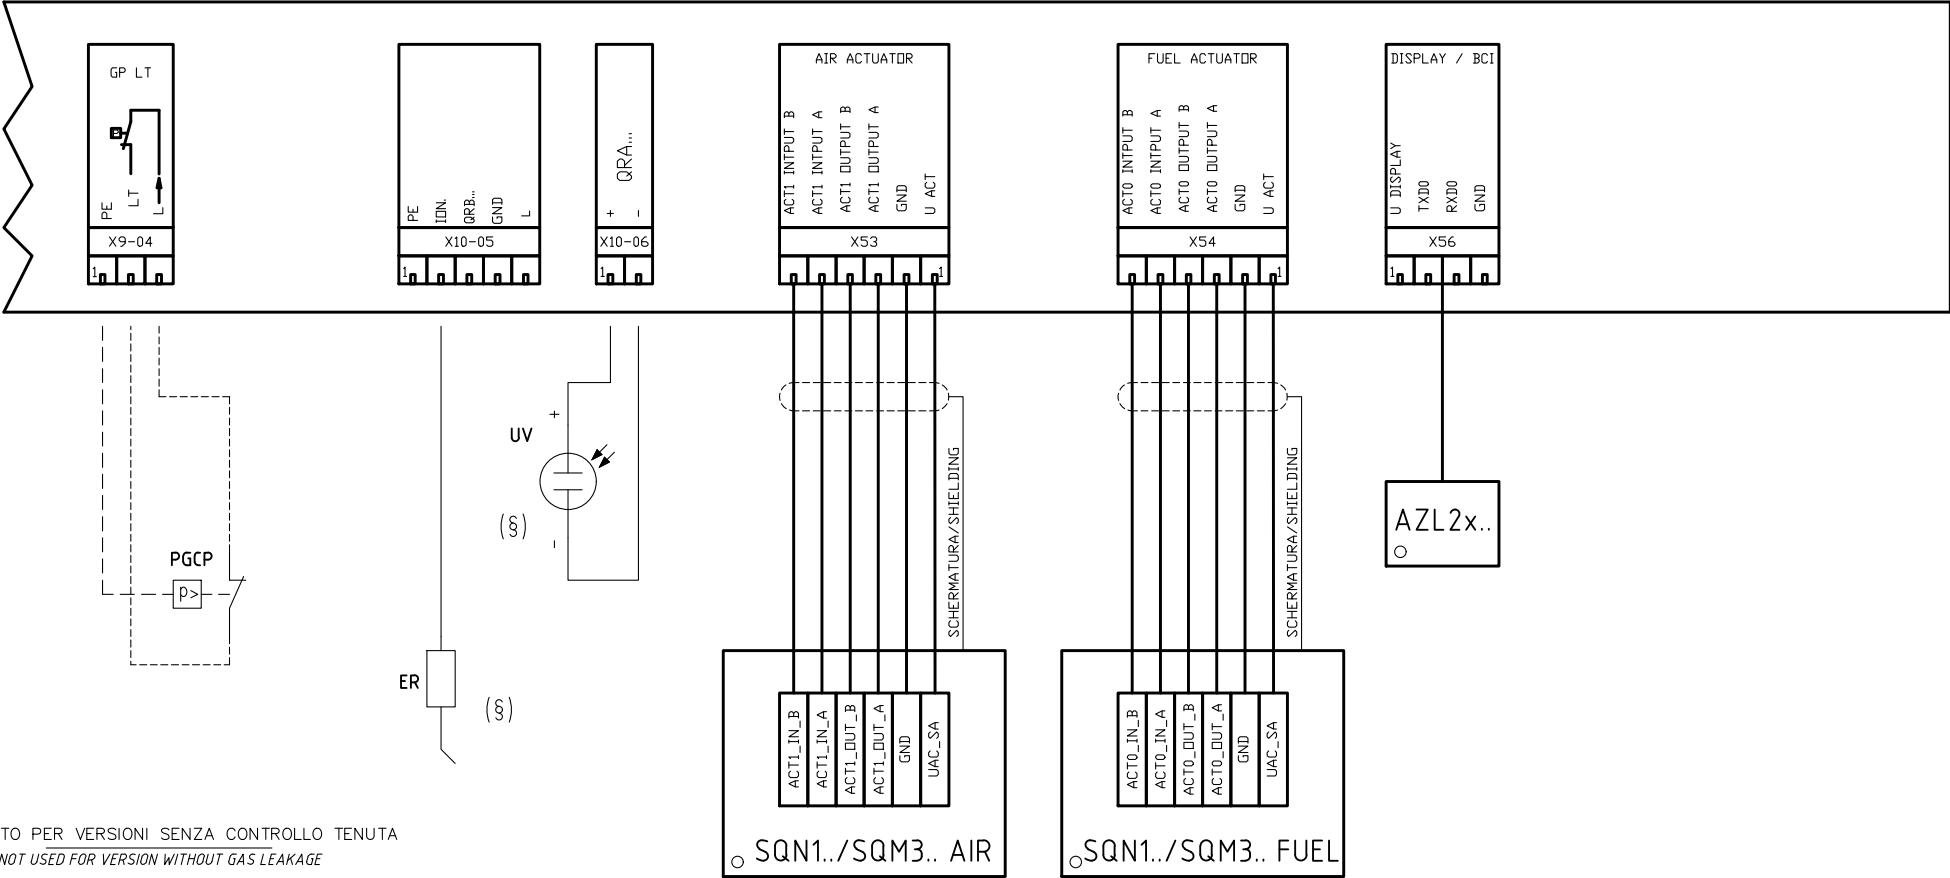 GP LT
P
PE
LT
L
X9-04
1
PE
ION.
QRB...
GND
L
X10-05
1
QRA...
+
-
X10-06
1
AIR ACTUATOR
ACT1 INTPUT B
ACT1 INTPUT A
ACT1 OUTPUT B
ACT1 OUTPUT A
GND
U ACT
X53
1
FUEL ACTUATOR
ACT0 INTPUT B
ACT0 INTPUT A
ACT0 OUTPUT B
ACT0 OUTPUT A
GND
U ACT
X54
1
DISPLAY / BCI
U DISPLAY
TXD0
RXD0
GND
X56
1
+
UV
(§)
-
PGCP
p>
ER
(§)
SCHERMATURA/SHIELDING
SCHERMATURA/SHIELDING
AZL2x..
ACT1_IN_B
ACT1_IN_A
ACT1_OUT_B
ACT1_OUT_A
GND
UAC_SA
SQN1../SQM3.. AIR
ACT0_IN_B
ACT0_IN_A
ACT0_OUT_B
ACT0_OUT_A
GND
UAC_SA
SQN1../SQM3.. FUEL
TO PER VERSIONI SENZA CONTROLLO TENUTA
NOT USED FOR VERSION WITHOUT GAS LEAKAGE